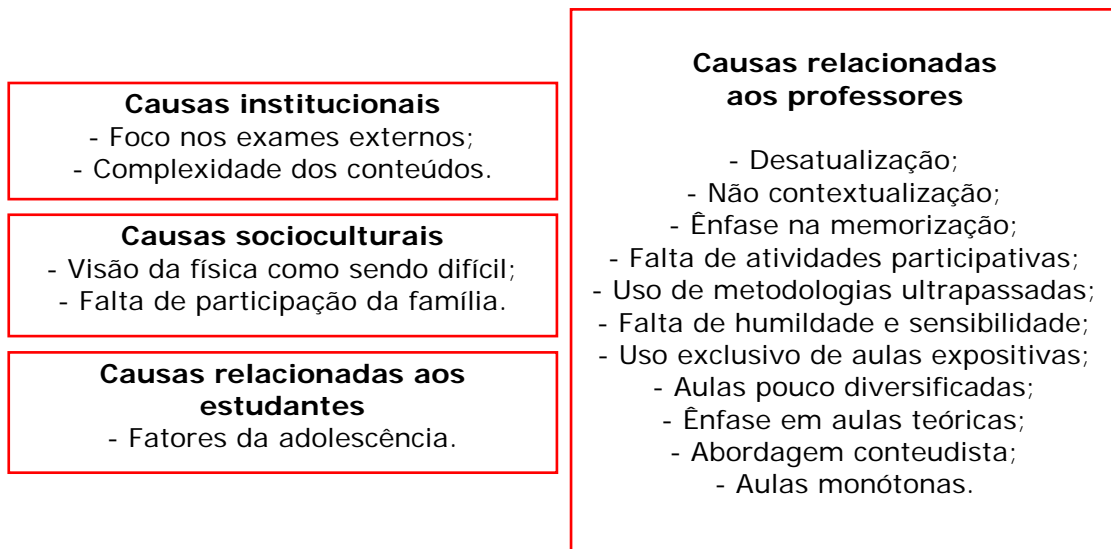 Causas institucionais
- Foco nos exames externos;
- Complexidade dos conteúdos.
Causas socioculturais
- Visão da física como sendo difícil;
- Falta de participação da família.
Causas relacionadas aos
estudantes
- Fatores da adolescência.
Causas relacionadas
aos professores
- Desatualização;
- Não contextualização;
- Ênfase na memorização;
- Falta de atividades participativas;
- Uso de metodologias ultrapassadas;
- Falta de humildade e sensibilidade;
- Uso exclusivo de aulas expositivas;
- Aulas pouco diversificadas;
- Ênfase em aulas teóricas;
- Abordagem conteudista;
- Aulas monótonas.